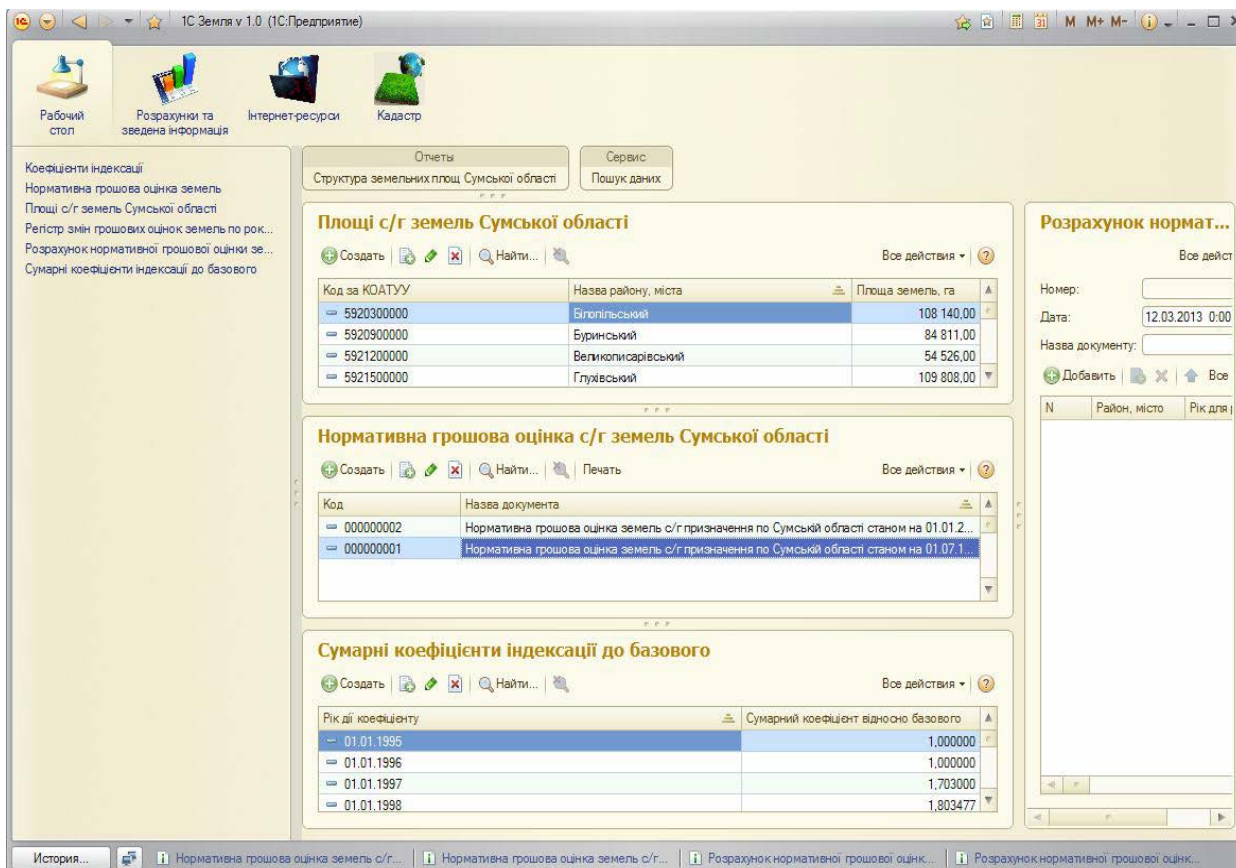 1С Земля v 1.0 (1С:Предприятие)
M M+ M-
Рабочий стол
Розрахунки та зведена інформація
Інтернет-ресурси
Кадастр
Коефіцієнти індексації
Нормативна грошова оцінка земель
Площі с/г земель Сумської області
Регістр змін грошових оцінок земель по рок...
Розрахунок нормативної грошової оцінки зе...
Сумарні коефіцієнти індексації до базового
Отчеты
Структура земельних площ Сумської області
Сервис
Пошук даних
Площі с/г земель Сумської області
Создать Найти... Все действия
Код за КОАТУУ Назва району, міста Площа земель, га
5920300000 Білопільський 108 140,00
5920900000 Буринський 84 811,00
5921200000 Великописарівський 54 526,00
5921500000 Глухівський 109 808,00
Нормативна грошова оцінка с/г земель Сумської області
Создать Найти... Печать Все действия
Код Назва документа
000000002 Нормативна грошова оцінка земель с/г призначення по Сумській області станом на 01.01.2...
000000001 Нормативна грошова оцінка земель с/г призначення по Сумській області станом на 01.07.1...
Сумарні коефіцієнти індексації до базового
Создать Найти... Все действия
Рік дії коефіцієнту Сумарний коефіцієнт відносно базового
01.01.1995 1,000000
01.01.1996 1,000000
01.01.1997 1,703000
01.01.1998 1,803477
Розрахунок нормат...
Все дейст
Номер:
Дата: 12.03.2013 0:00
Назва документу:
Добавить Все
N Район, місто Рік для
История... Нормативна грошова оцінка земель с/г... Нормативна грошова оцінка земель с/г... Розрахунок нормативної грошової оцінк... Розрахунок нормативної грошової оцінк...